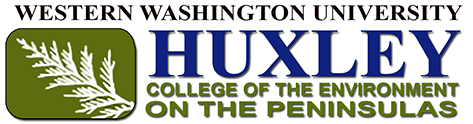 WESTERN WASHINGTON UNIVERSITY
HUXLEY
COLLEGE OF THE ENVIRONMENT
ON THE PENINSULAS